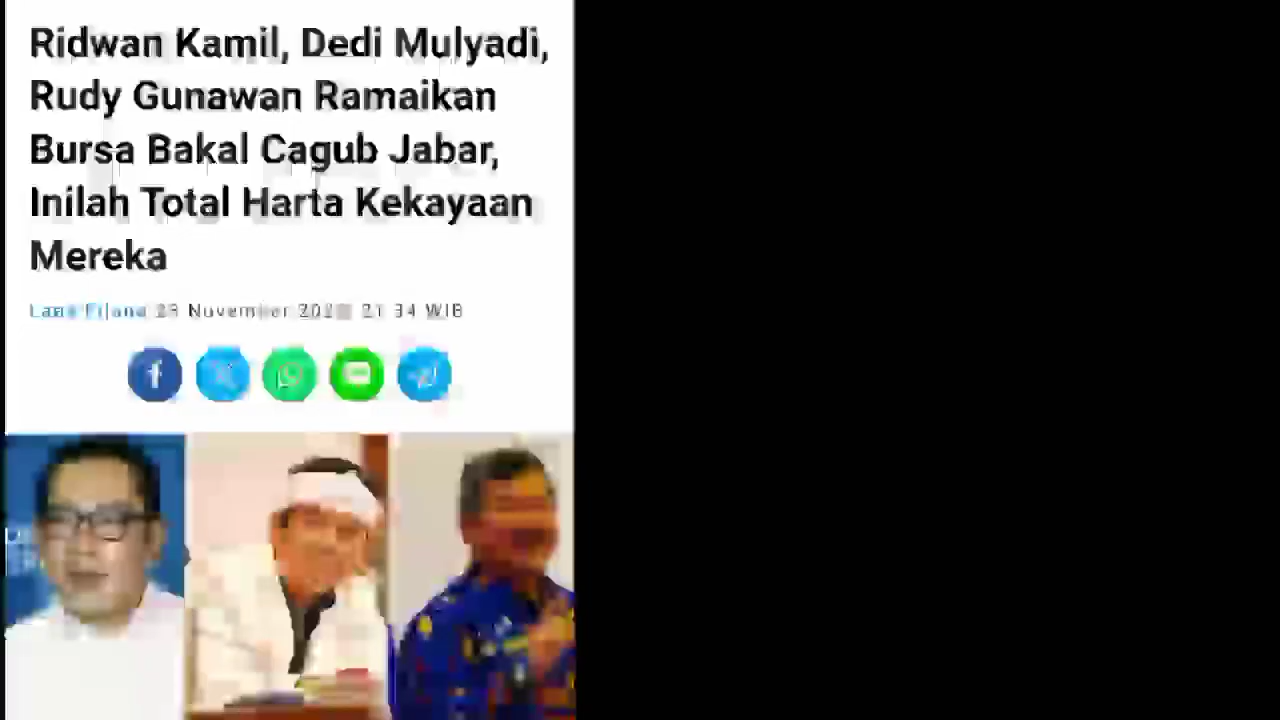 Ridwan Kamil, Dedi Mulyadi,
Rudy Gunawan Ramaikan
Bursa Bakal Cagub Jabar,
Inilah Total Harta Kekayaan
Mereka
November 21 34 WIB